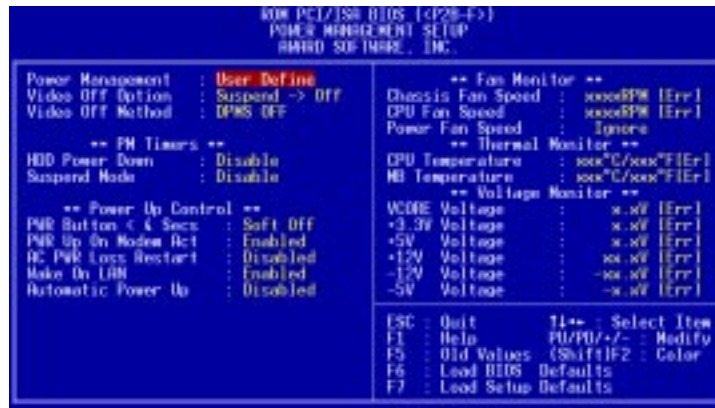 ROM PCI/ISA BIOS (<P2B-F>)
POWER MANAGEMENT SETUP
AWARD SOFTWARE, INC.
Power Management : User Define
Video Off Option : Suspend -> Off
Video Off Method : DPMS OFF
** PM Timers **
HDD Power Down : Disable
Suspend Mode : Disable
** Power Up Control **
PWR Button < 4 Secs : Soft Off
PWR Up On Modem Act : Enabled
AC PWR Loss Restart : Disabled
Wake On LAN : Enabled
Automatic Power Up : Disabled
** Fan Monitor **
Chassis Fan Speed : xxxxRPM [Err]
CPU Fan Speed : xxxxRPM [Err]
Power Fan Speed : Ignore
** Thermal Monitor **
CPU Temperature : xxx°C/xxx°F[Er]
MB Temperature : xxx°C/xxx°F[Er]
** Voltage Monitor **
VCORE Voltage : x.xV [Err]
+3.3V Voltage : x.xV [Err]
+5V Voltage : x.xV [Err]
+12V Voltage : xx.xV [Err]
-12V Voltage : -xx.xV [Err]
-5V Voltage : -x.xV [Err]
ESC : Quit ↑↓→← : Select Item
F1 : Help PU/PD/+/- : Modify
F5 : Old Values (Shift)F2 : Color
F6 : Load BIOS Defaults
F7 : Load Setup Defaults